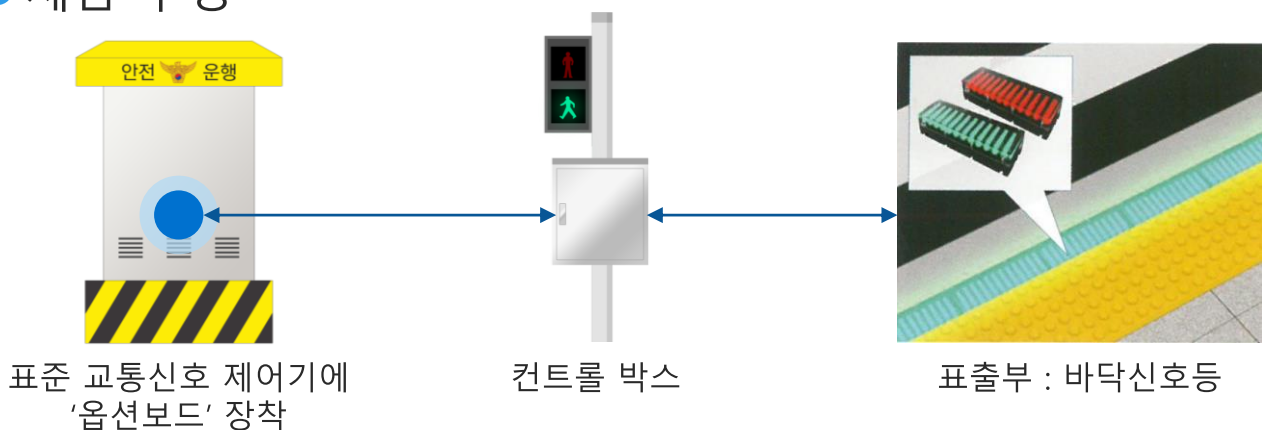 안전 운행
표준 교통신호 제어기에
‘옵션보드’ 장착
컨트롤 박스
표출부 : 바닥신호등